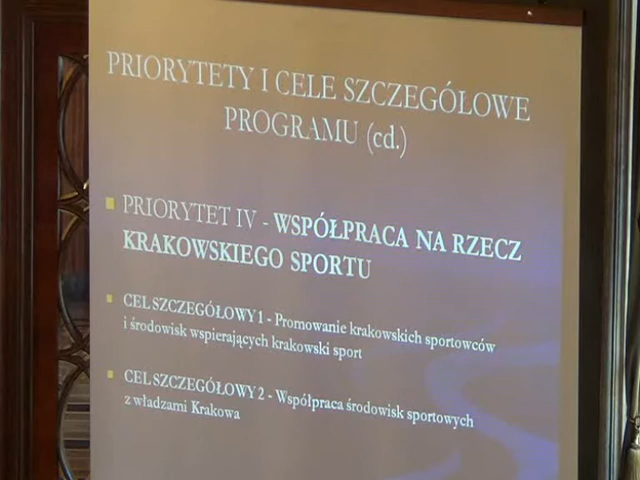 PRIORYTETY I CELE SZCZEGÓŁOWE
PROGRAMU (cd.)
PRIORYTET IV - WSPÓŁPRACA NA RZECZ
KRAKOWSKIEGO SPORTU
CEL SZCZEGÓŁOWY 1 - Promowanie krakowskich sportowców
i środowisk wspierających krakowski sport
CEL SZCZEGÓŁOWY 2 - Współpraca środowisk sportowych
z władzami Krakowa